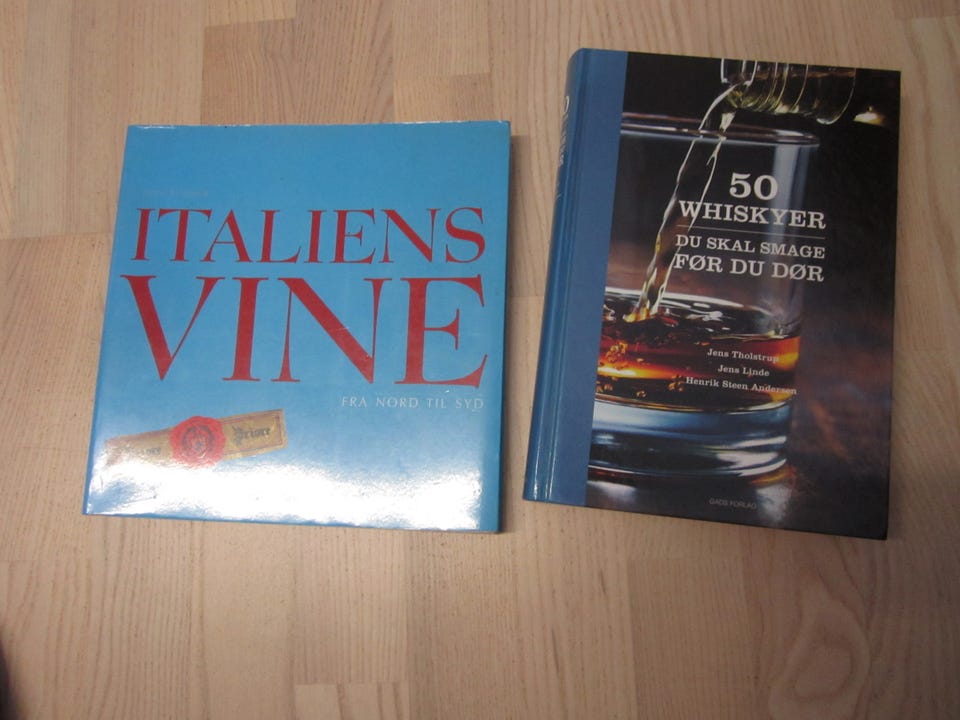 ITALIENS
VINE
FRA NORD TIL SYD
Priore
50
WHISKYER
DU SKAL SMAGE
FØR DU DØR
Jens Tholstrup
Jens Linde
Henrik Steen Andersen
GADS FORLAG